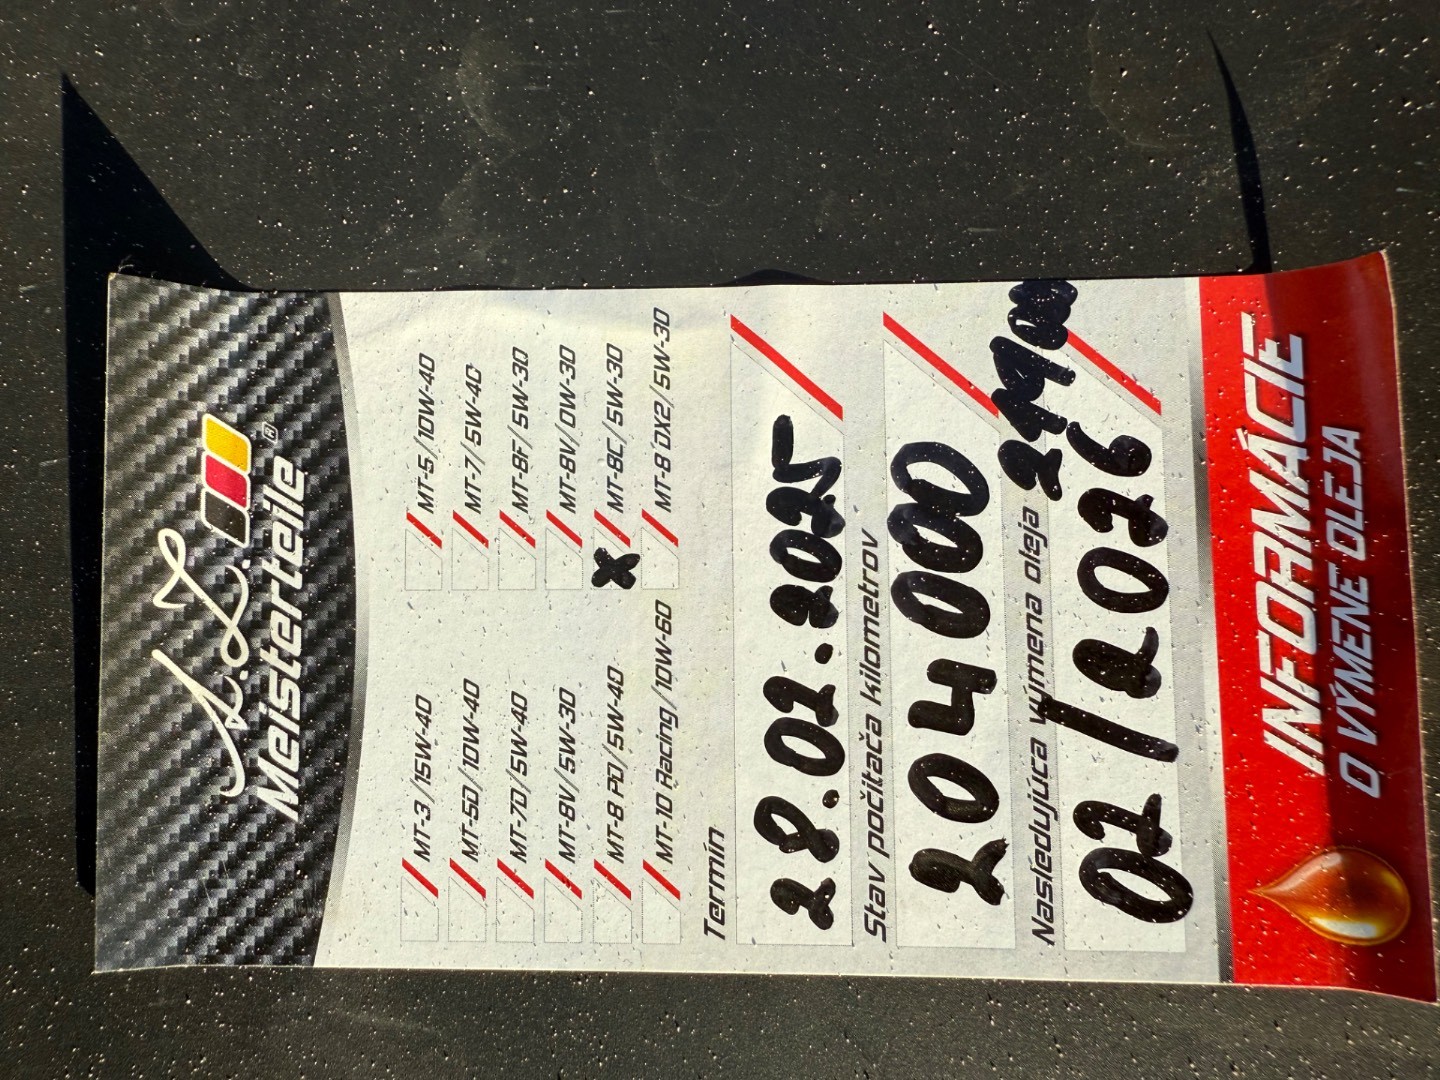 A.Z.
Meisterteile ®
MT-3/15W-40 MT-5/10W-40
MT-5D/10W-40 MT-7/5W-40
MT-7D/5W-40 MT-8F/5W-30
MT-8V/5W-30 MT-8V/0W-30
MT-8 PD/5W-40 X MT-8C/5W-30
MT-10 Racing/10W-60 MT-8 DX2/5W-30
Termín
28.02.2025
Stav počítača kilometrov
204000
Nasledujúca výmena oleja 219000
02/2026
INFORMÁCIE
O VÝMENE OLEJA